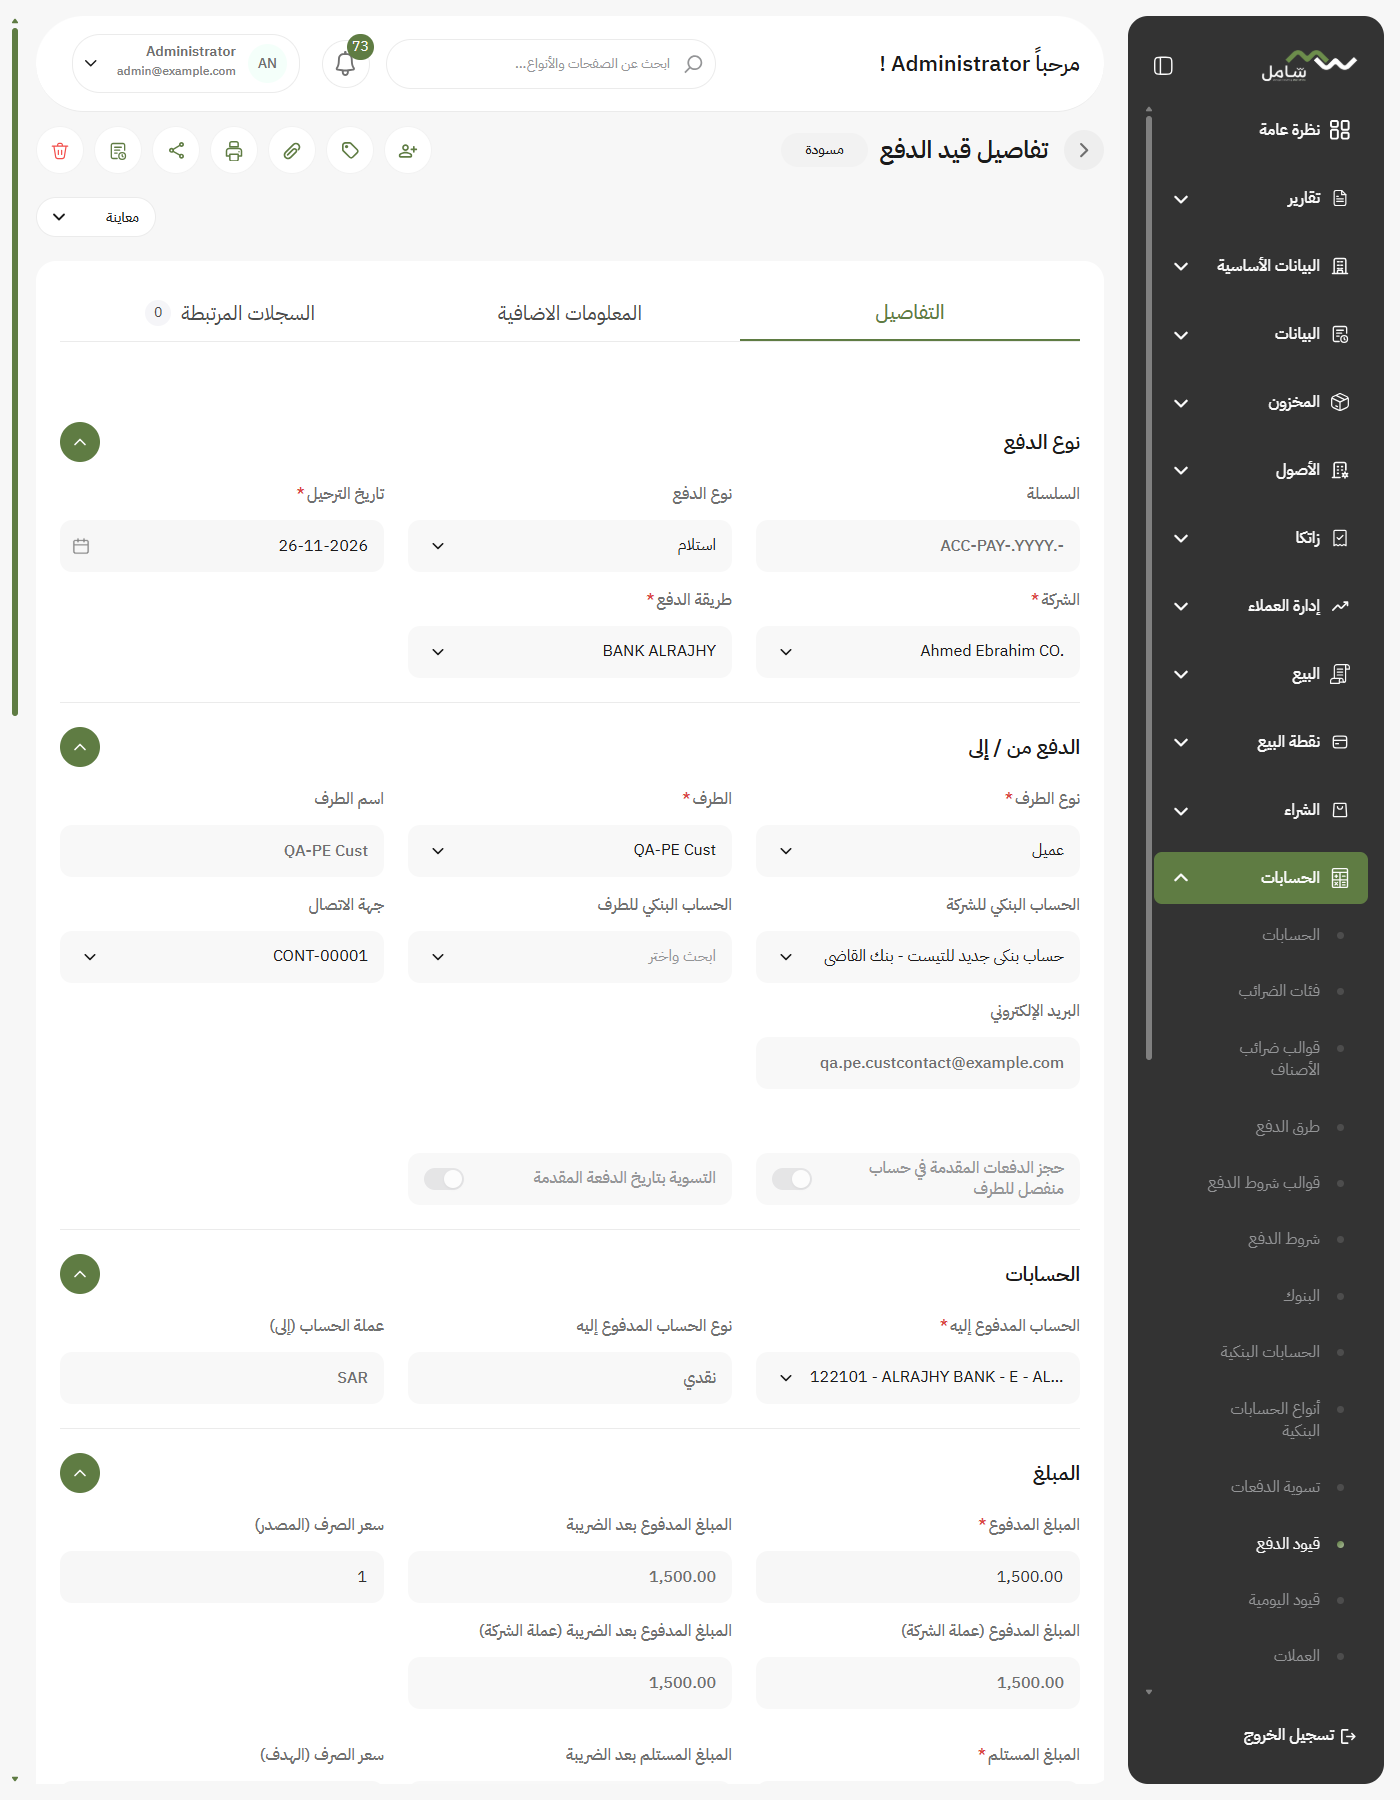 شامل
نظرة عامة
تقارير
البيانات الأساسية
البيانات
المخزون
الأصول
زاتكا
إدارة العملاء
البيع
نقطة البيع
الشراء
الحسابات
الحسابات
فئات الضرائب
قوالب ضرائب
الأصناف
طرق الدفع
قوالب شروط الدفع
شروط الدفع
البنوك
الحسابات البنكية
أنواع الحسابات
البنكية
تسوية الدفعات
قيود الدفع
قيود اليومية
العملات
تسجيل الخروج
مرحباً Administrator !
ابحث عن الصفحات والأنواع...
73
AN
Administrator
admin@example.com
تفاصيل قيد الدفع
مسودة
معاينة
التفاصيل
المعلومات الاضافية
السجلات المرتبطة 0
نوع الدفع
السلسلة
نوع الدفع
تاريخ الترحيل *
ACC-PAY-.YYYY.-
استلام
26-11-2026
الشركة *
طريقة الدفع *
Ahmed Ebrahim CO.
BANK ALRAJHY
الدفع من / إلى
نوع الطرف *
الطرف *
اسم الطرف
عميل
QA-PE Cust
QA-PE Cust
الحساب البنكي للشركة
الحساب البنكي للطرف
جهة الاتصال
حساب بنكى جديد للتيست - بنك القاضى
ابحث واختر
CONT-00001
البريد الإلكتروني
qa.pe.custcontact@example.com
حجز الدفعات المقدمة في حساب
منفصل للطرف
التسوية بتاريخ الدفعة المقدمة
الحسابات
الحساب المدفوع إليه *
نوع الحساب المدفوع إليه
عملة الحساب (إلى)
122101 - ALRAJHY BANK - E - AL...
نقدي
SAR
المبلغ
المبلغ المدفوع *
المبلغ المدفوع بعد الضريبة
سعر الصرف (المصدر)
1,500.00
1,500.00
1
المبلغ المدفوع (عملة الشركة)
المبلغ المدفوع بعد الضريبة (عملة الشركة)
1,500.00
1,500.00
المبلغ المستلم *
المبلغ المستلم بعد الضريبة
سعر الصرف (الهدف)